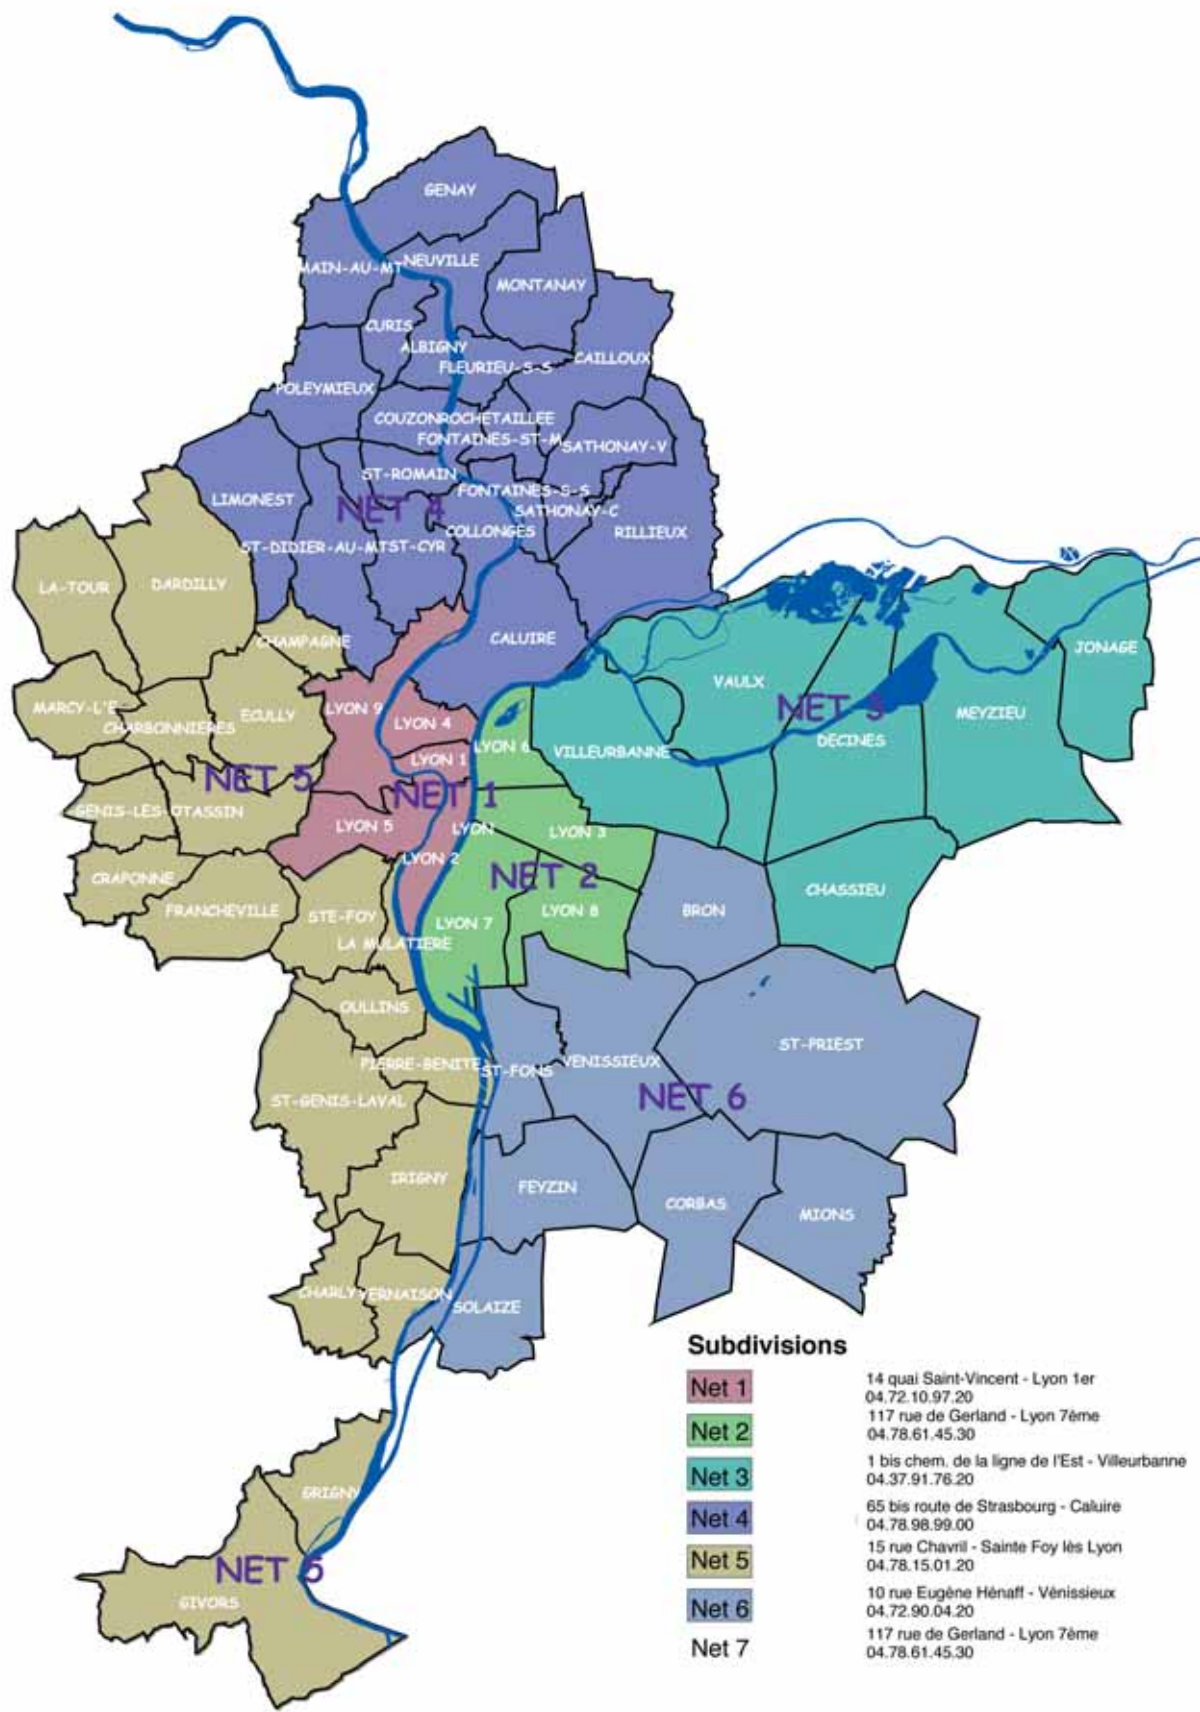 GENAY
MAIN-AU-MT
NEUVILLE
MONTANAY
CURIS
ALBIGNY
FLEURIEU-S-S
CAILLOUX
POLEYMIEUX
COUZON
ROCHETAILLEE
FONTAINES-ST-M
SATHONAY-V
ST-ROMAIN
LIMONEST
FONTAINES-S-S
NET 4
SATHONAY-C
COLLONGES
RILLIEUX
ST-DIDIER-AU-MT
ST-CYR
LA-TOUR
DARDILLY
CHAMPAGNE
CALUIRE
JONAGE
VAULX
MARCY-L'E
CHARBONNIERES
ECULLY
LYON 9
LYON 4
NET 3
MEYZIEU
DECINES
LYON 6
VILLEURBANNE
LYON 1
NET 5
NET 1
GENIS-LES-O
TASSIN
LYON 5
LYON
LYON 3
LYON 2
CRAPONNE
NET 2
CHASSIEU
FRANCHEVILLE
STE-FOY
LYON 7
LYON 8
BRON
LA MULATIERE
OULLINS
ST-PRIEST
PIERRE-BENITE
ST-FONS
VENISSIEUX
ST-GENIS-LAVAL
NET 6
IRIGNY
FEYZIN
CORBAS
MIONS
CHARLY
VERNAISON
SOLAIZE
GRIGNY
NET 5
GIVORS
Subdivisions
Net 1
14 quai Saint-Vincent - Lyon 1er
04.72.10.97.20
Net 2
117 rue de Gerland - Lyon 7ème
04.78.61.45.30
Net 3
1 bis chem. de la ligne de l'Est - Villeurbanne
04.37.91.76.20
Net 4
65 bis route de Strasbourg - Caluire
04.78.98.99.00
Net 5
15 rue Chavril - Sainte Foy lès Lyon
04.78.15.01.20
Net 6
10 rue Eugène Hénaff - Vénissieux
04.72.90.04.20
Net 7
117 rue de Gerland - Lyon 7ème
04.78.61.45.30